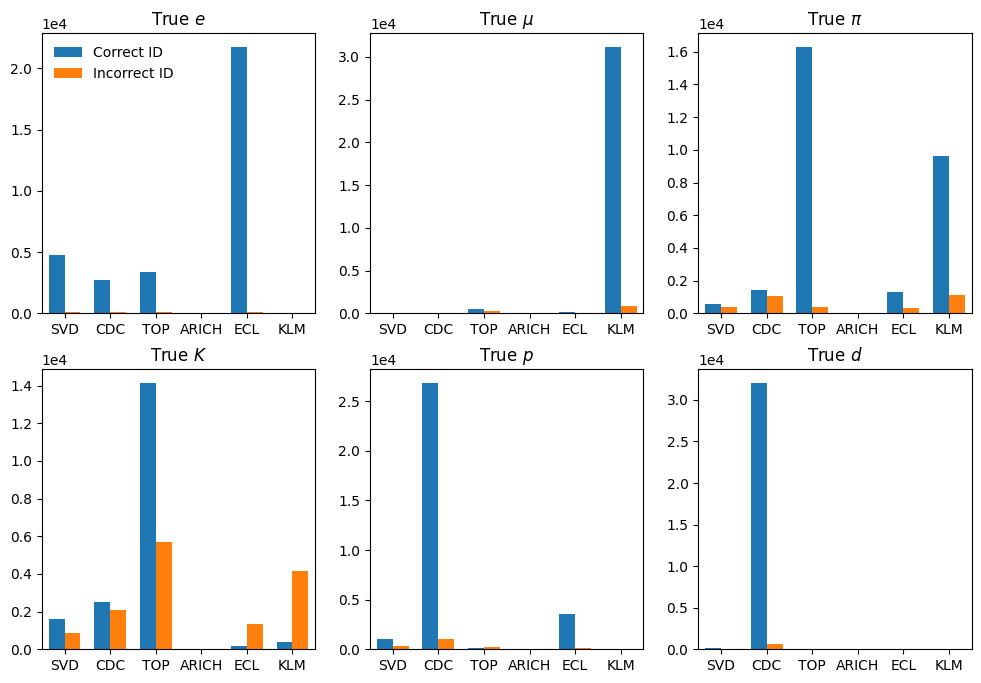 True e
1e4
Correct ID
Incorrect ID
2.0
1.5
1.0
0.5
0.0
SVD CDC TOP ARICH ECL KLM
True μ
1e4
3.0
2.5
2.0
1.5
1.0
0.5
0.0
SVD CDC TOP ARICH ECL KLM
True π
1e4
1.6
1.4
1.2
1.0
0.8
0.6
0.4
0.2
0.0
SVD CDC TOP ARICH ECL KLM
True K
1e4
1.4
1.2
1.0
0.8
0.6
0.4
0.2
0.0
SVD CDC TOP ARICH ECL KLM
True p
1e4
2.5
2.0
1.5
1.0
0.5
0.0
SVD CDC TOP ARICH ECL KLM
True d
1e4
3.0
2.5
2.0
1.5
1.0
0.5
0.0
SVD CDC TOP ARICH ECL KLM